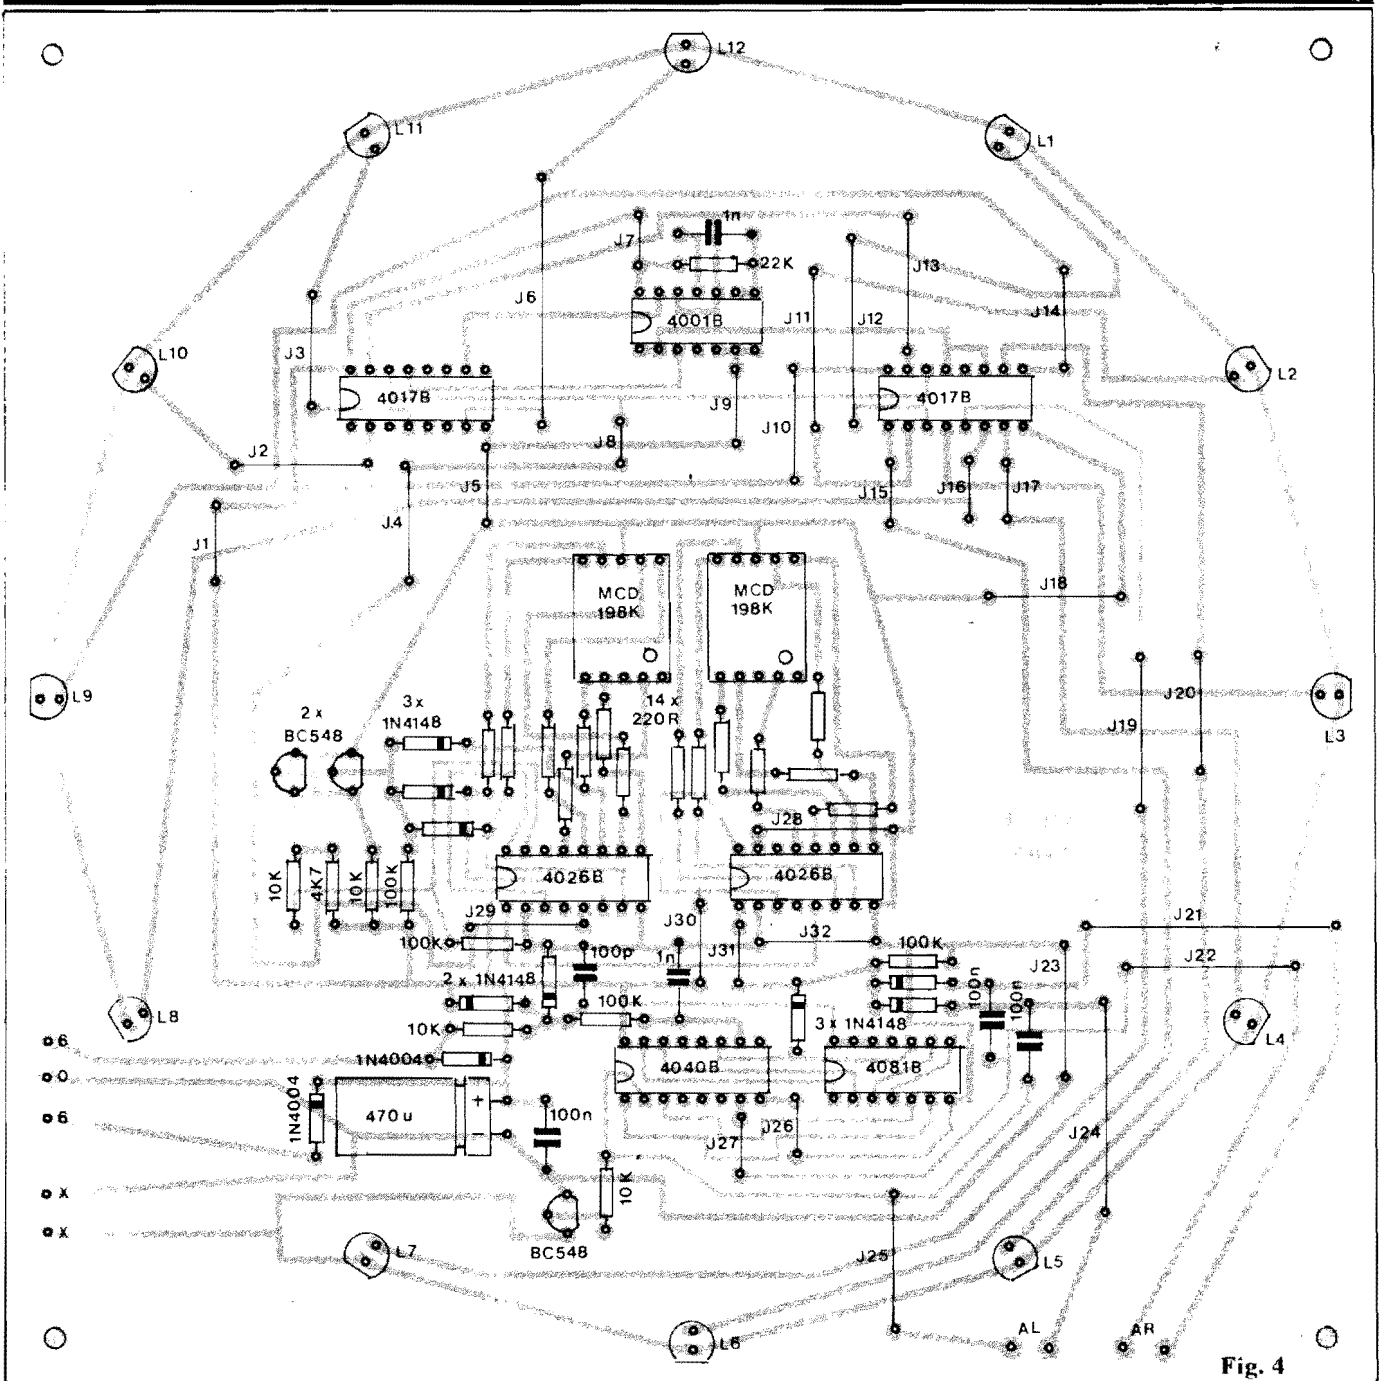 L12
L11
L1
1n
J7
22K
J13
J6
J14
4001B
J11
J12
L10
J3
L2
4017B
J9
4017B
J10
J2
J8
J5
J15
J16
J17
J4
J1
MCD
198K
MCD
198K
J18
L9
3x
1N4148
14 x
220R
J20
2 x
BC548
J19
L3
J28
10K
4K7
10K
100K
4026B
4026B
J29
J30
J21
100K
J31
J32
100K
J23
100p
1n
J22
2 x 1N4148
100n
100n
100K
L8
10K
3 x 1N4148
L4
6
1N4004
4040B
4081B
0
1N4004
470u
+
-
100n
6
J27
J26
J24
10K
X
X
BC548
L7
J25
L5
AL
AR
L6
Fig. 4